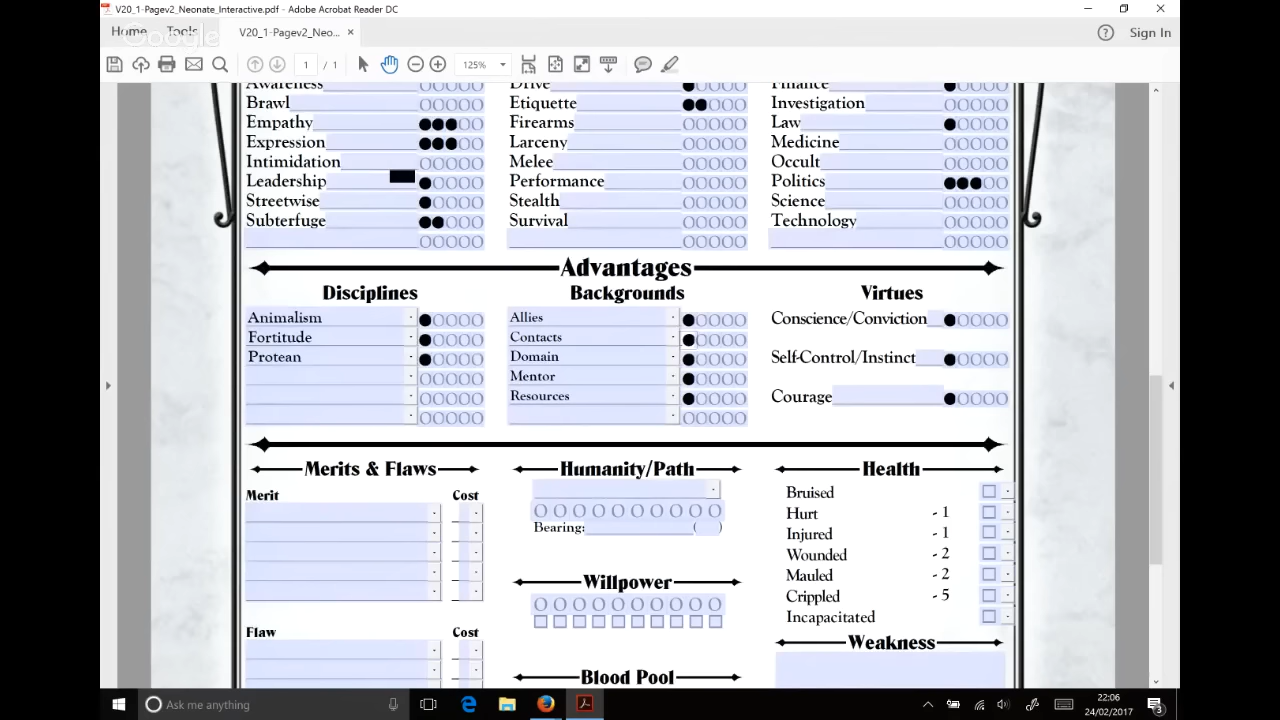 V20_1-Pagev2_Neonate_Interactive.pdf - Adobe Acrobat Reader DC
Home Tools V20_1-Pagev2_Neo... × Sign In
Google
1 / 1 125%
Awareness Drive Finance
Brawl Etiquette Investigation
Empathy Firearms Law
Expression Larceny Medicine
Intimidation Melee Occult
Leadership Performance Politics
Streetwise Stealth Science
Subterfuge Survival Technology
Advantages
Disciplines Backgrounds Virtues
Animalism Allies Conscience/Conviction
Fortitude Contacts
Protean Domain Self-Control/Instinct
Mentor
Resources Courage
Merits & Flaws Humanity/Path Health
Merit Cost Bruised
Hurt - 1
Bearing: ( )
Injured - 1
Wounded - 2
Willpower Mauled - 2
Crippled - 5
Incapacitated
Flaw Cost Weakness
Blood Pool
Ask me anything 22:06
24/02/2017 3